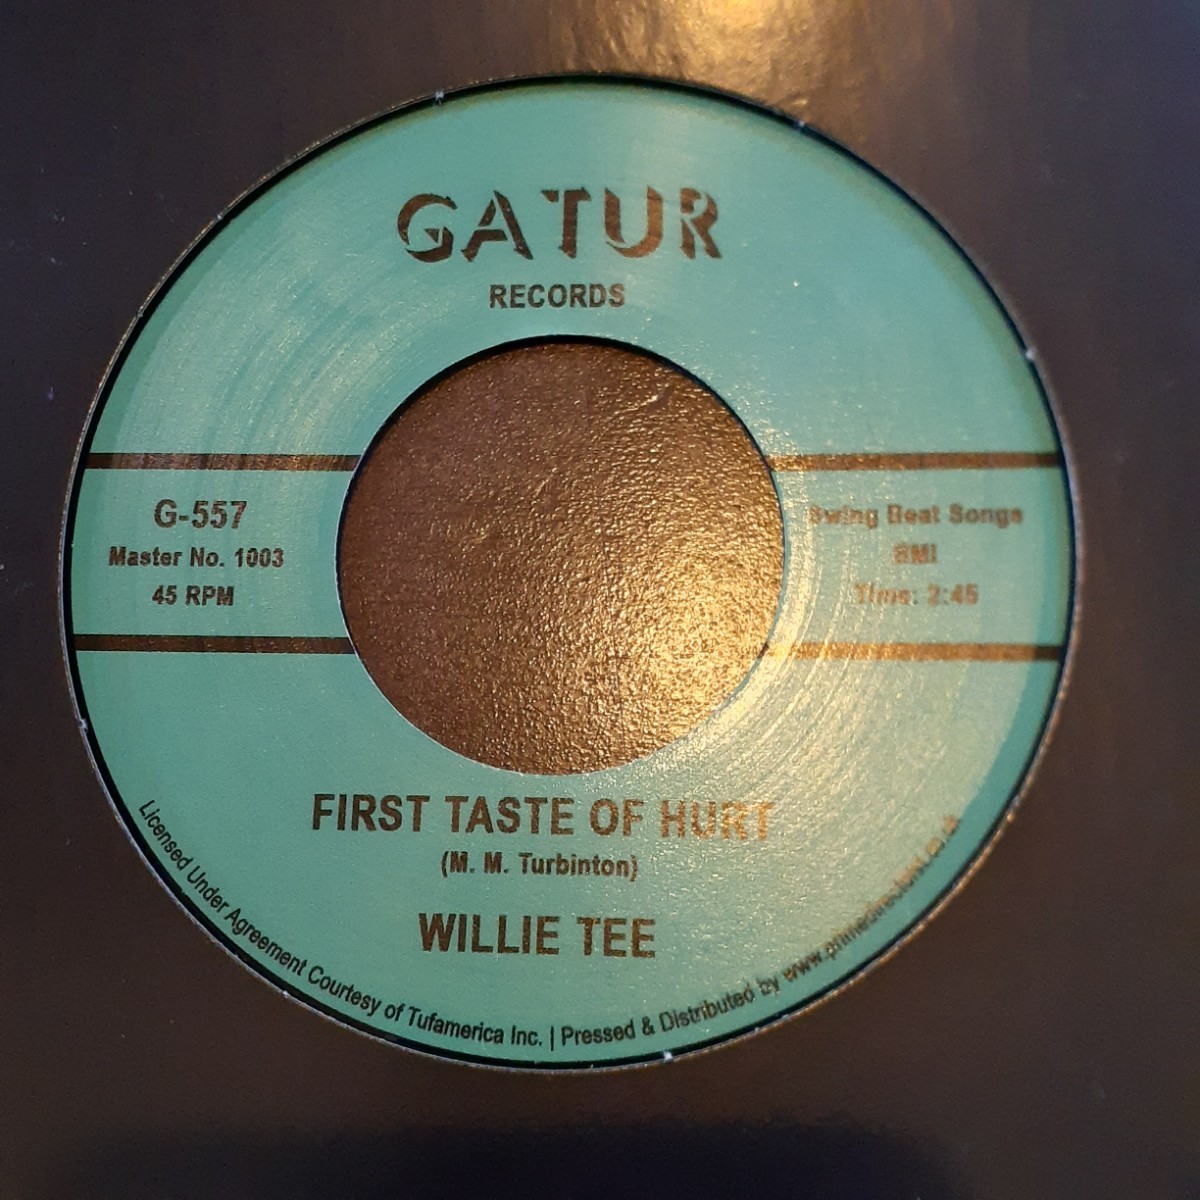 GATUR
RECORDS
G-557
Master No. 1003
45 RPM
Swing Beat Songs
BMI
Time: 2:45
FIRST TASTE OF HURT
(M. M. Turbinton)
WILLIE TEE
Licensed Under Agreement Courtesy of Tufamerica Inc. | Pressed & Distributed by